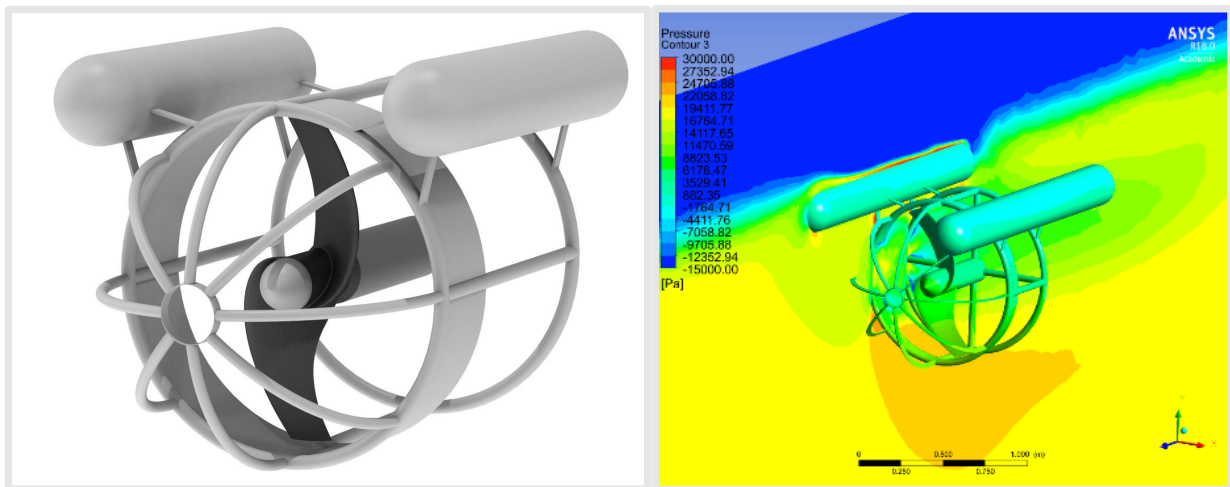 Pressure
Contour 3
30000.00
27352.94
24705.88
22058.82
19411.77
16764.71
14117.65
11470.59
8823.53
6176.47
3529.41
882.35
-1764.71
-4411.76
-7058.82
-9705.88
-12352.94
-15000.00
[Pa]
ANSYS
R18.0
Academic
0
0.500
1.000 (m)
0.250
0.750
Y
X